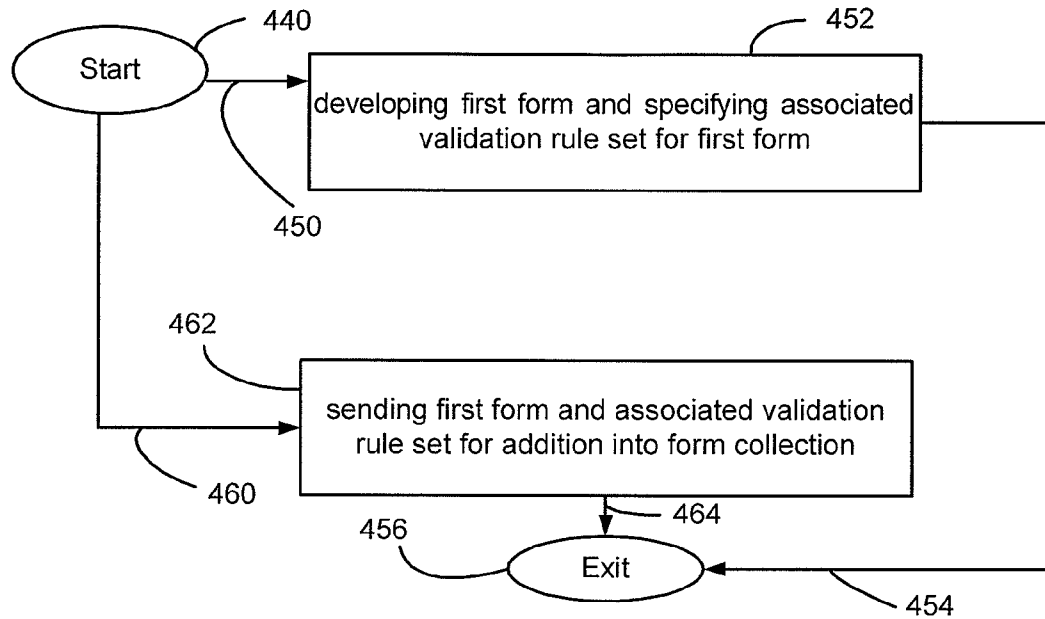 440
452
Start
developing first form and specifying associated
validation rule set for first form
450
462
sending first form and associated validation
rule set for addition into form collection
460
464
456
Exit
454